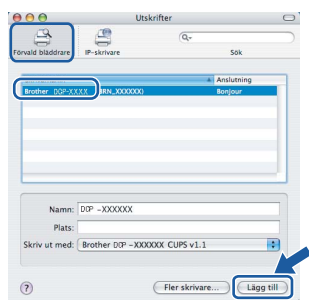 Utskrifter
Q-
Förvald bläddrare IP-skrivare Sök
Anslutning
Brother DCP-XXXX (BRN_XXXXXX) Bonjour
Namn: DCP -XXXXXX
Plats:
Skriv ut med: Brother DCP -XXXXXX CUPS v1.1
? Fler skrivare... Lägg till